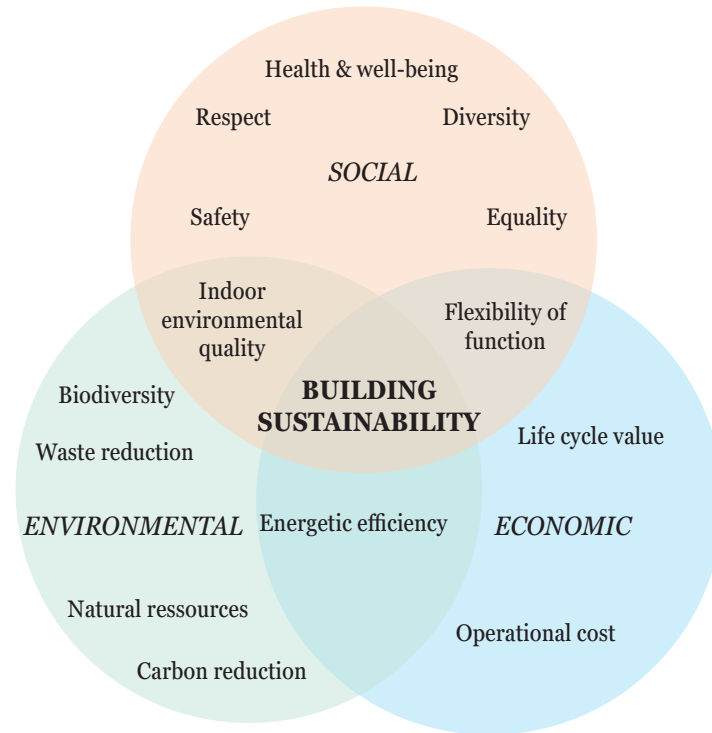 Health & well-being
Respect
Diversity
SOCIAL
Safety
Equality
Indoor
environmental
quality
Flexibility of
function
BUILDING
SUSTAINABILITY
Biodiversity
Waste reduction
Life cycle value
ENVIRONMENTAL
Energetic efficiency
ECONOMIC
Natural ressources
Operational cost
Carbon reduction